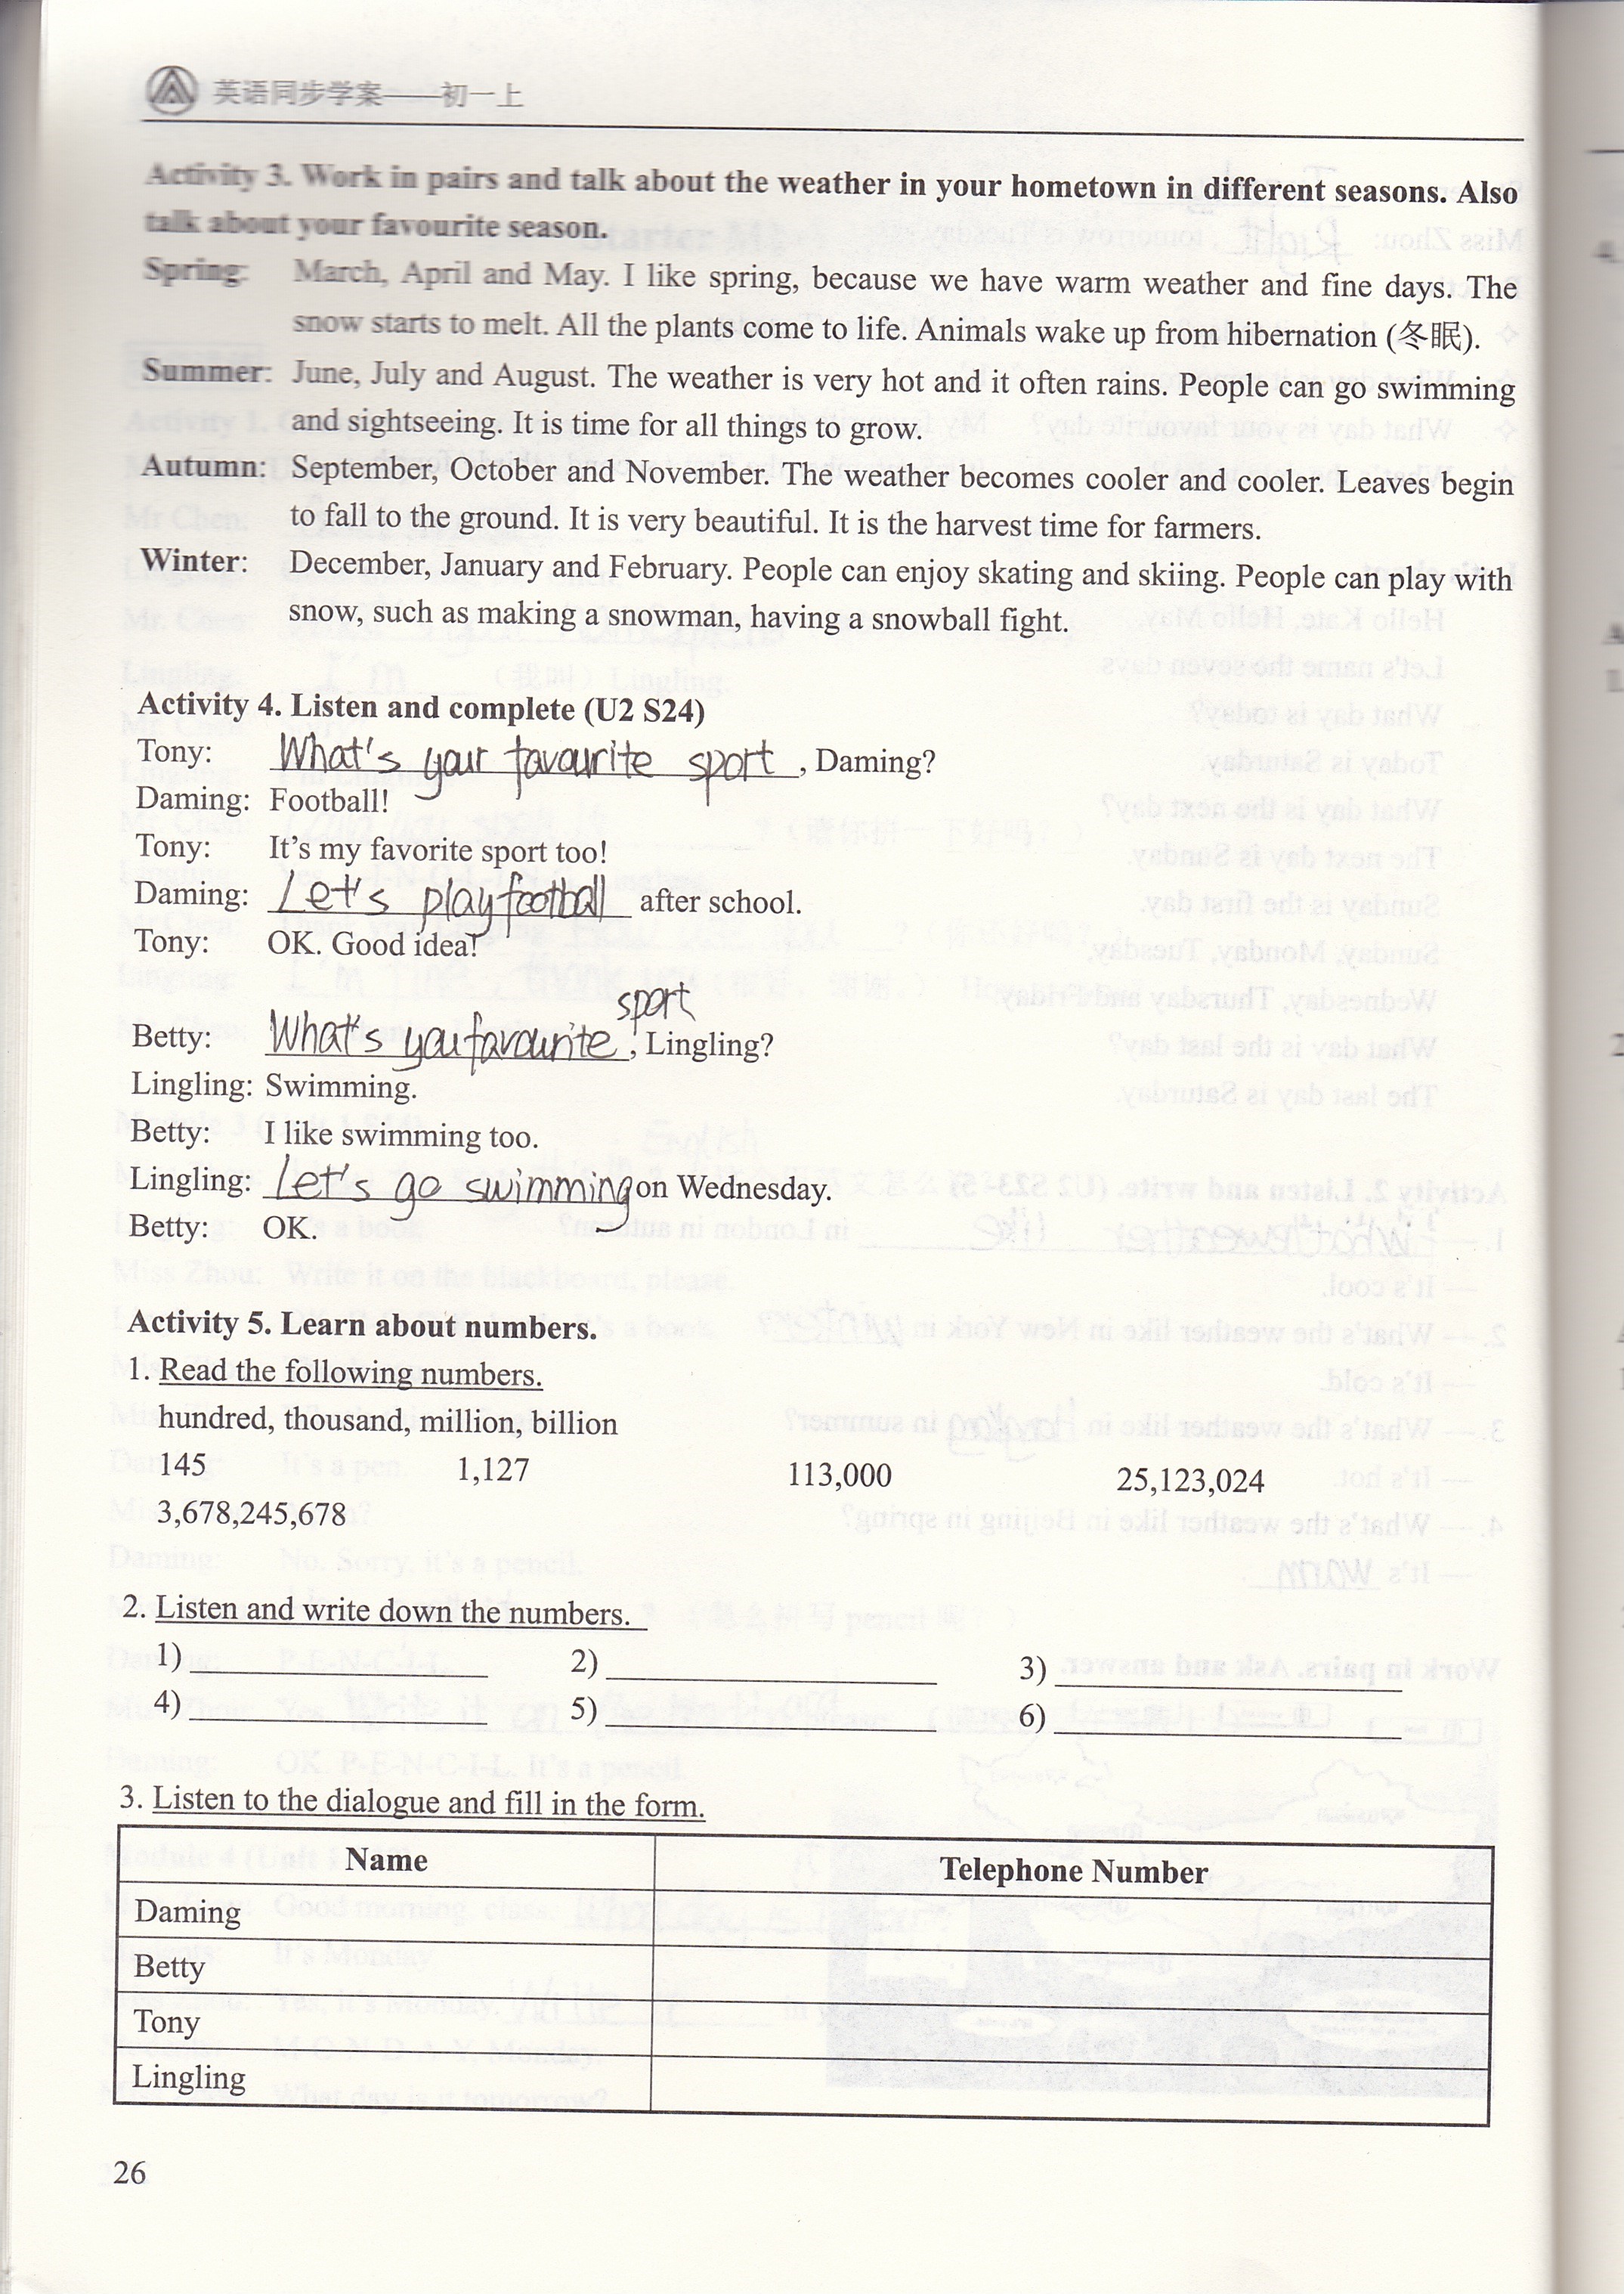 英语同步学案——初一上
Activity 3. Work in pairs and talk about the weather in your hometown in different seasons. Also
talk about your favourite season.
Spring: March, April and May. I like spring, because we have warm weather and fine days. The
snow starts to melt. All the plants come to life. Animals wake up from hibernation (冬眠).
Summer: June, July and August. The weather is very hot and it often rains. People can go swimming
and sightseeing. It is time for all things to grow.
Autumn: September, October and November. The weather becomes cooler and cooler. Leaves begin
to fall to the ground. It is very beautiful. It is the harvest time for farmers.
Winter: December, January and February. People can enjoy skating and skiing. People can play with
snow, such as making a snowman, having a snowball fight.
Activity 4. Listen and complete (U2 S24)
Tony: What's your favourite sport, Daming?
Daming: Football!
Tony: It's my favorite sport too!
Daming: Let's play football after school.
Tony: OK. Good idea!
sport
Betty: What's you favourite, Lingling?
Lingling: Swimming.
Betty: I like swimming too.
Lingling: Let's go swimming on Wednesday.
Betty: OK.
Activity 5. Learn about numbers.
1. Read the following numbers.
hundred, thousand, million, billion
145 1,127 113,000 25,123,024
3,678,245,678
2. Listen and write down the numbers.
1) 2) 3)
4) 5) 6)
3. Listen to the dialogue and fill in the form.
Name Telephone Number
Daming
Betty
Tony
Lingling
26